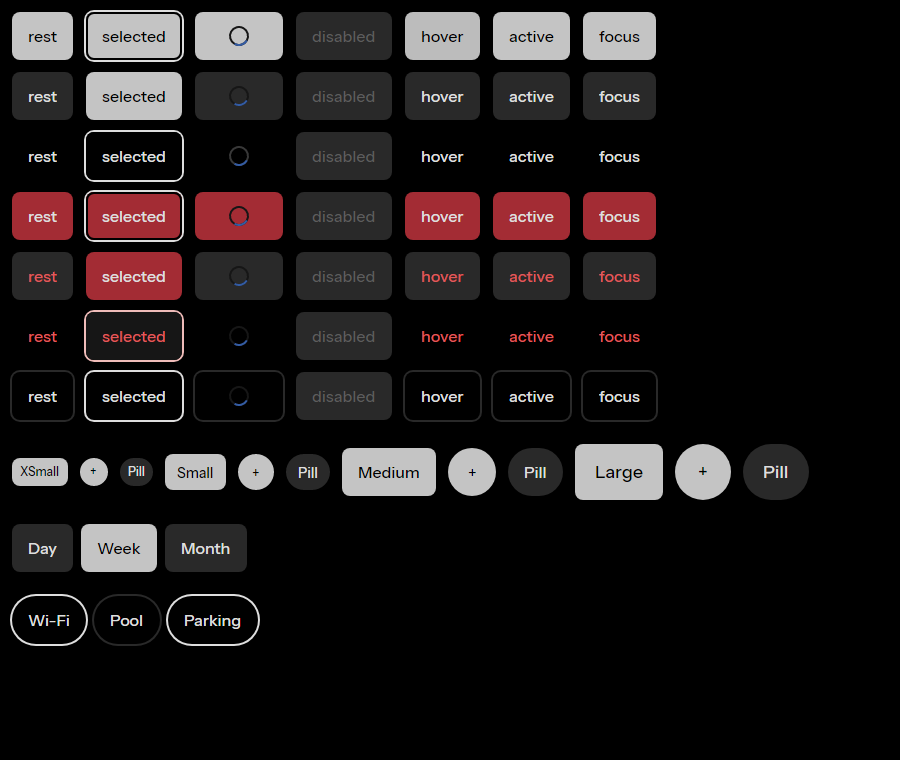 rest selected disabled hover active focus
rest selected disabled hover active focus
rest selected disabled hover active focus
rest selected disabled hover active focus
rest selected disabled hover active focus
rest selected disabled hover active focus
rest selected disabled hover active focus
XSmall + Pill Small + Pill Medium + Pill Large + Pill
Day Week Month
Wi-Fi Pool Parking